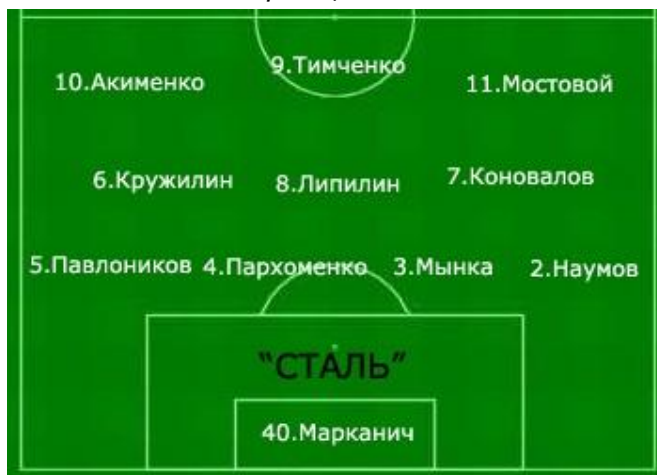 9.Тимченко
10.Акименко
11.Мостовой
6.Кружилин
8.Липилин
7.Коновалов
5.Павлоников
4.Пархоменко
3.Мынка
2.Наумов
"СТАЛЬ"
40.Марканич